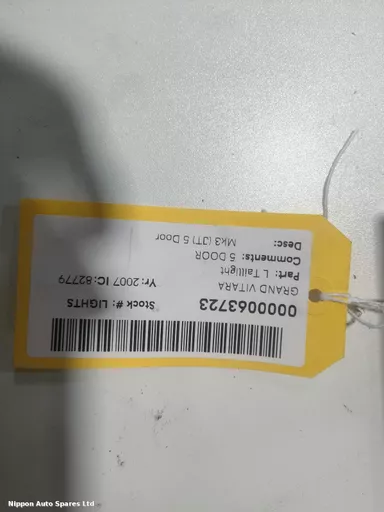 0000063723
Stock #: LIGHTS
GRAND VITARA
Yr: 2007 IC: 82779
Part: L Taillight
Comments: 5 DOOR
Desc: Mk3 (JT) 5 Door
Nippon Auto Spares Ltd